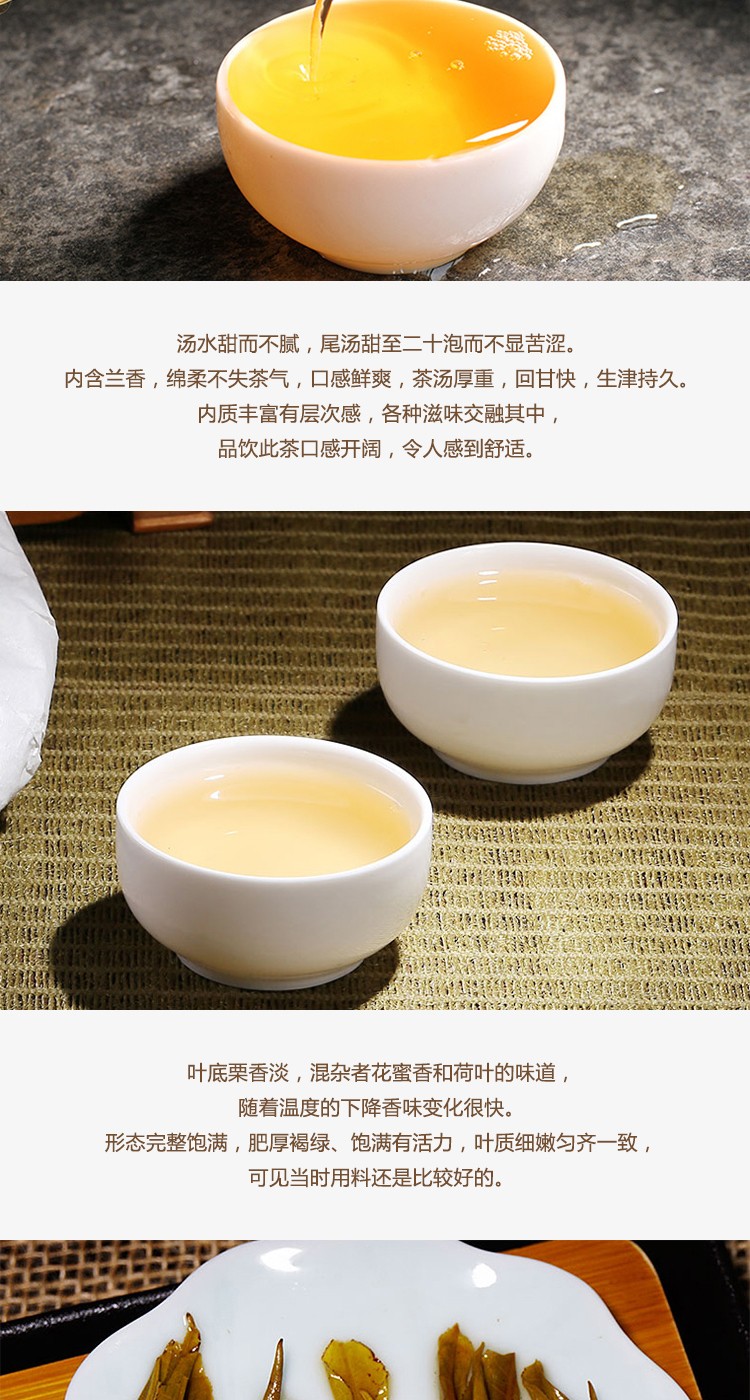 汤水甜而不腻，尾汤甜至二十泡而不显苦涩。
内含兰香，绵柔不失茶气，口感鲜爽，茶汤厚重，回甘快，生津持久。
内质丰富有层次感，各种滋味交融其中，
品饮此茶口感开阔，令人感到舒适。
叶底栗香淡，混杂者花蜜香和荷叶的味道，
随着温度的下降香味变化很快。
形态完整饱满，肥厚褐绿、饱满有活力，叶质细嫩匀齐一致，
可见当时用料还是比较好的。